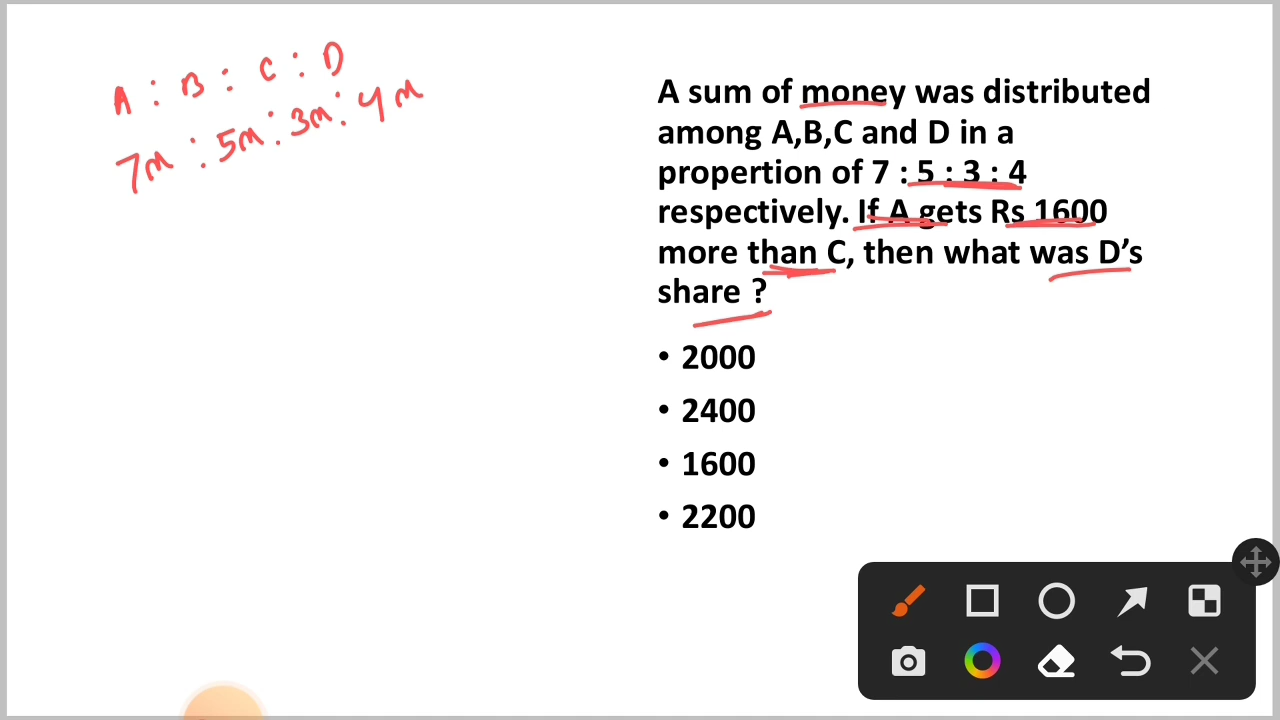 A : B : C : D
7m : 5m : 3m : 4m
A sum of money was distributed
among A,B,C and D in a
propertion of 7 : 5 : 3 : 4
respectively. If A gets Rs 1600
more than C, then what was D’s
share ?
• 2000
• 2400
• 1600
• 2200